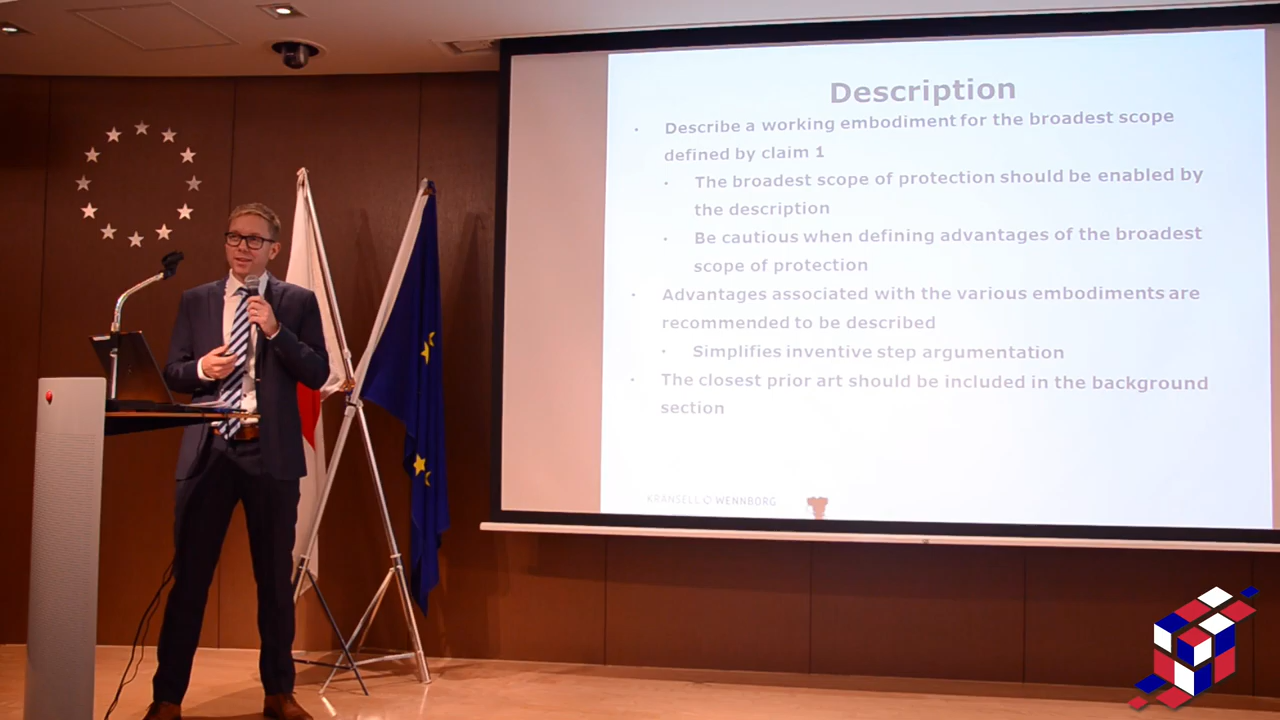 Description
• Describe a working embodiment for the broadest scope
defined by claim 1
• The broadest scope of protection should be enabled by
the description
• Be cautious when defining advantages of the broadest
scope of protection
• Advantages associated with the various embodiments are
recommended to be described
• Simplifies inventive step argumentation
• The closest prior art should be included in the background
section
KRANSELL & WENNBORG